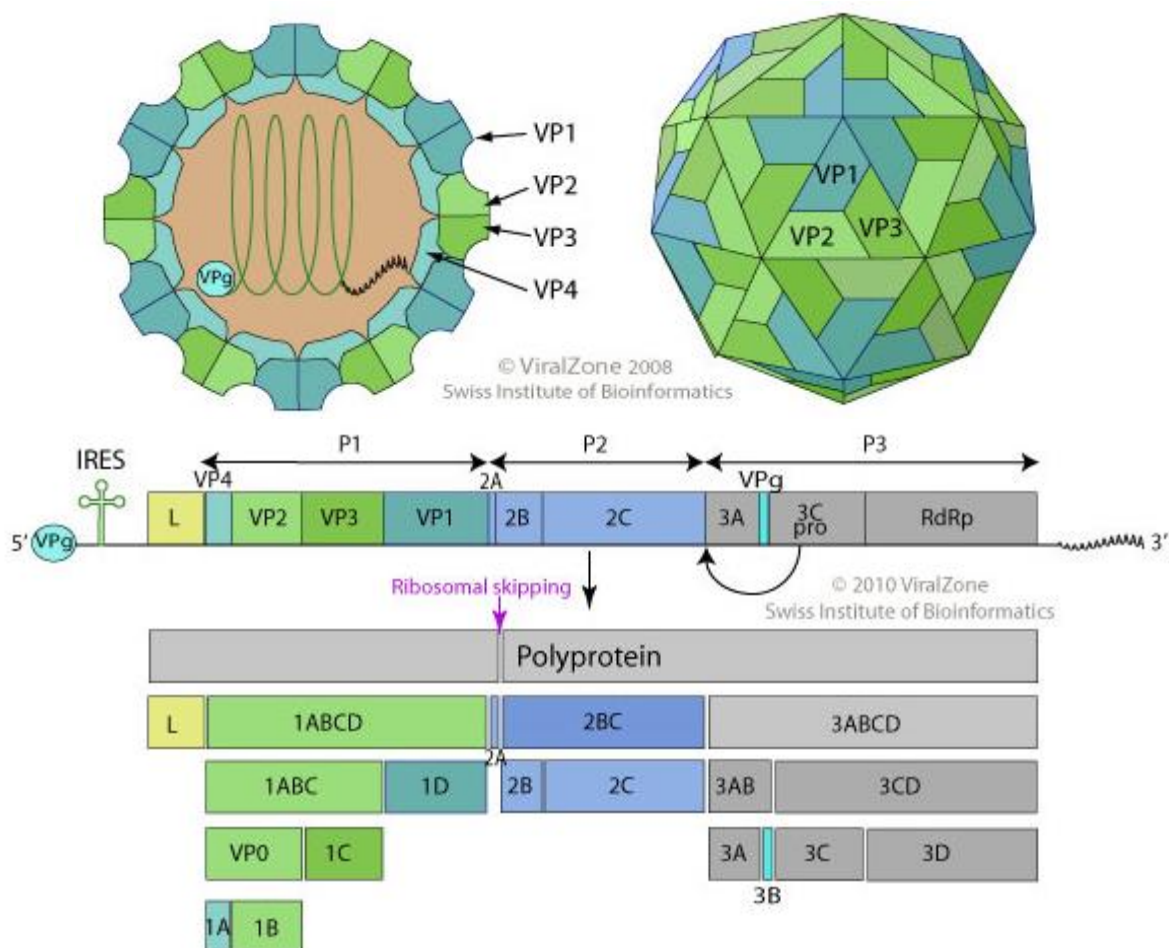 VP1
VP2
VP3
VP4
VPg
VP1
VP2
VP3
© ViralZone 2008
Swiss Institute of Bioinformatics
P1
P2
P3
IRES
VP4
2A
VPg
L
VP2
VP3
VP1
2B
2C
3A
3C
pro
RdRp
5'
VPg
3'
Ribosomal skipping
© 2010 ViralZone
Swiss Institute of Bioinformatics
Polyprotein
L
1ABCD
2A
2BC
3ABCD
1ABC
1D
2B
2C
3AB
3CD
VP0
1C
3A
3C
3D
3B
1A
1B